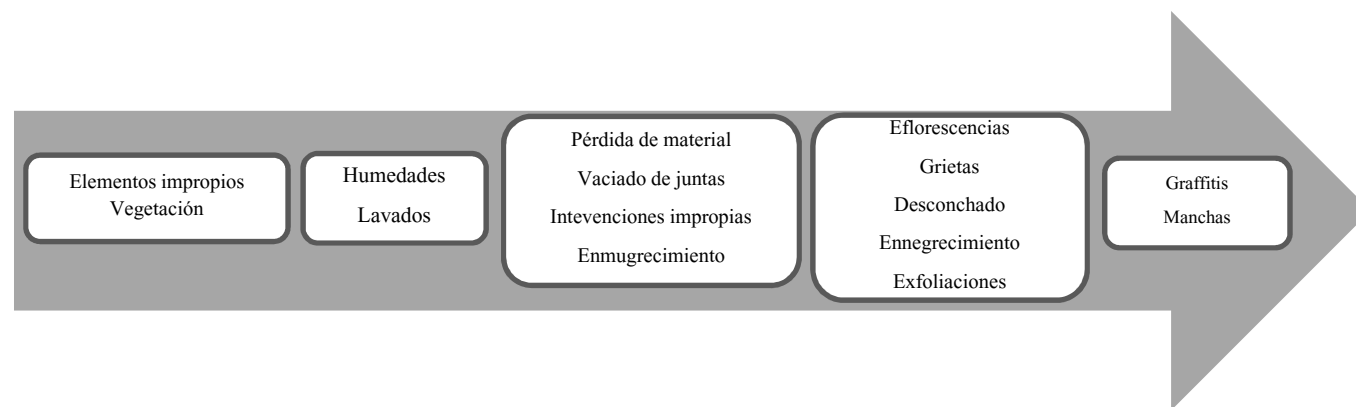 Elementos impropios
Vegetación
Humedades
Lavados
Pérdida de material
Vaciado de juntas
Intevenciones impropias
Enmugrecimiento
Eflorescencias
Grietas
Desconchado
Ennegrecimiento
Exfoliaciones
Graffitis
Manchas